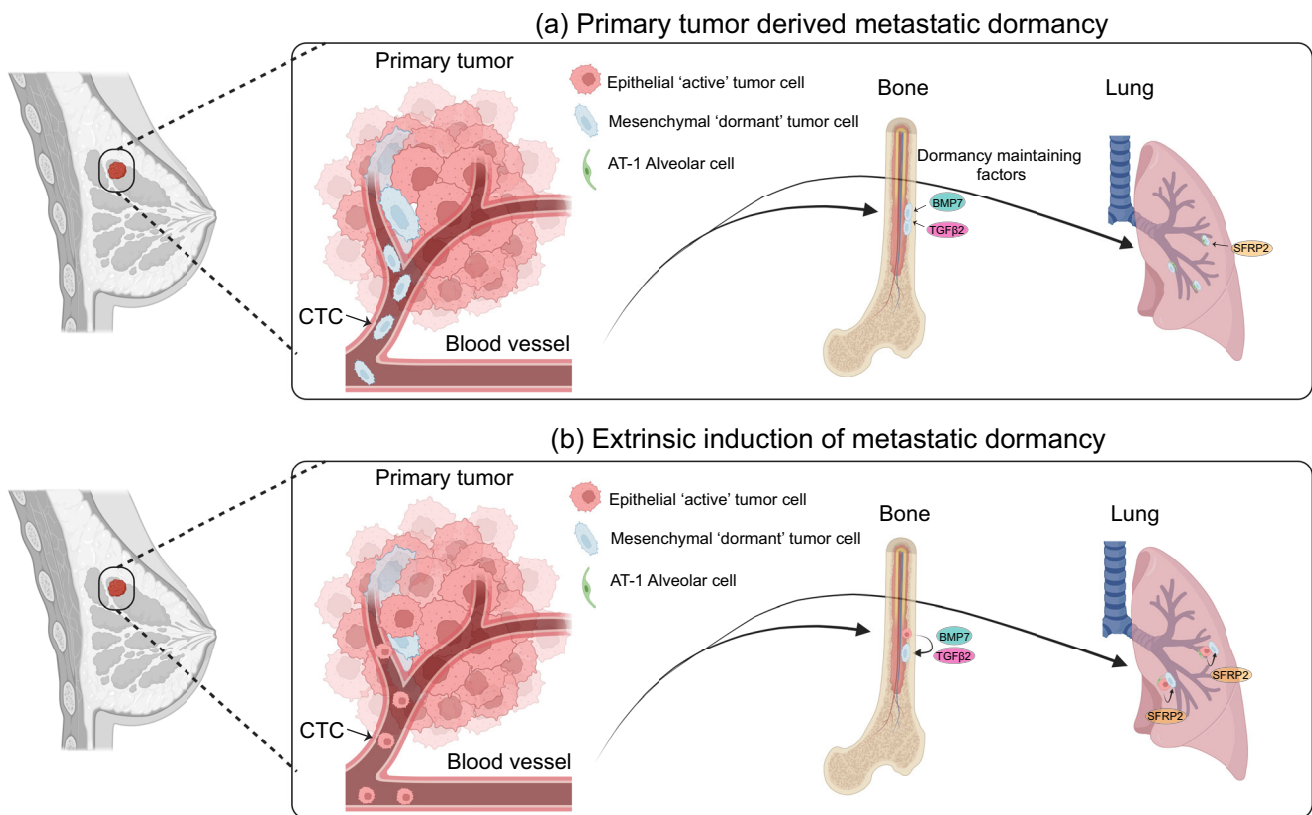 (a) Primary tumor derived metastatic dormancy
Primary tumor
Epithelial ‘active’ tumor cell
Mesenchymal ‘dormant’ tumor cell
AT-1 Alveolar cell
Bone
Lung
Dormancy maintaining
factors
BMP7
TGFβ2
SFRP2
CTC
Blood vessel
(b) Extrinsic induction of metastatic dormancy
Primary tumor
Epithelial ‘active’ tumor cell
Mesenchymal ‘dormant’ tumor cell
AT-1 Alveolar cell
Bone
Lung
BMP7
TGFβ2
SFRP2
SFRP2
CTC
Blood vessel